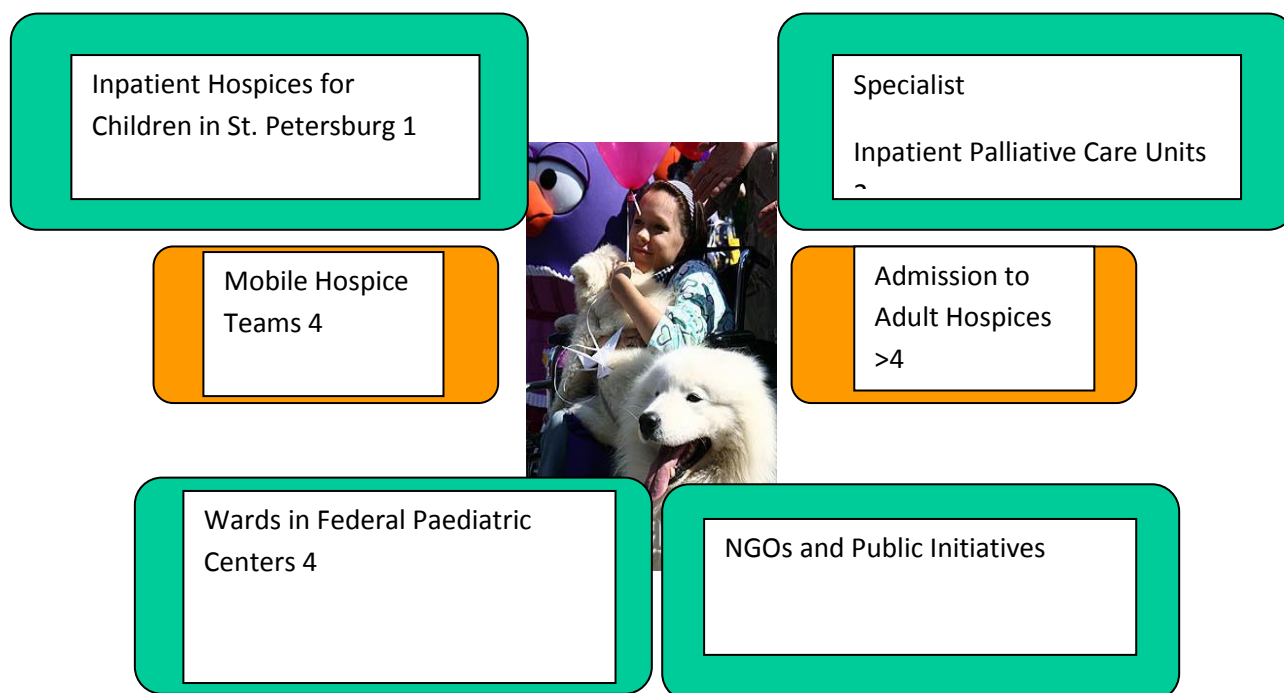 Inpatient Hospices for
Children in St. Petersburg 1
Specialist
Inpatient Palliative Care Units
Mobile Hospice
Teams 4
Admission to
Adult Hospices
>4
Wards in Federal Paediatric
Centers 4
NGOs and Public Initiatives